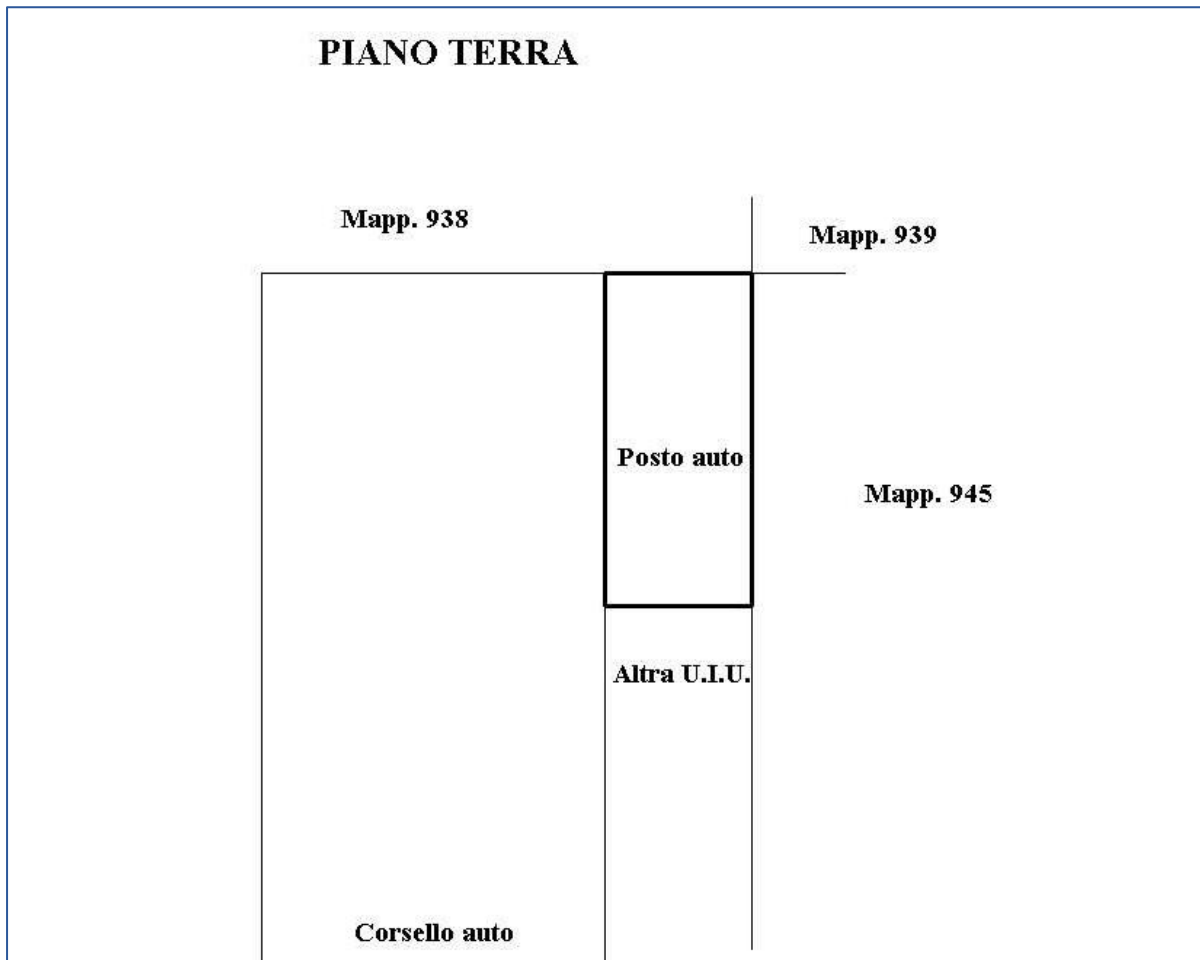 PIANO TERRA
Mapp. 938
Mapp. 939
Posto auto
Mapp. 945
Altra U.I.U.
Corsello auto